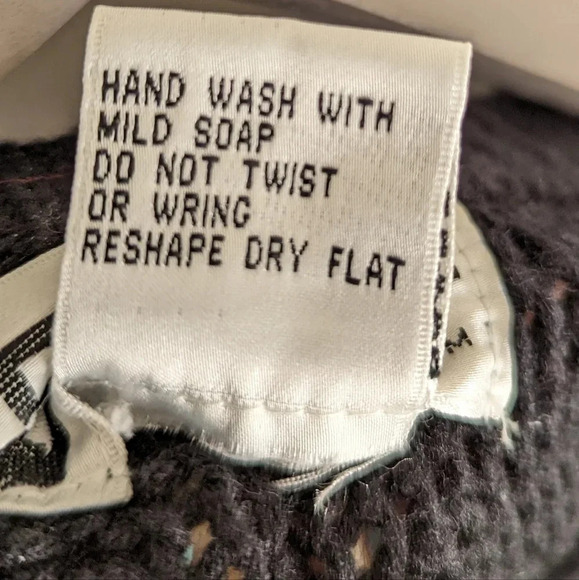 HAND WASH WITH
MILD SOAP
DO NOT TWIST
OR WRING
RESHAPE DRY FLAT
M